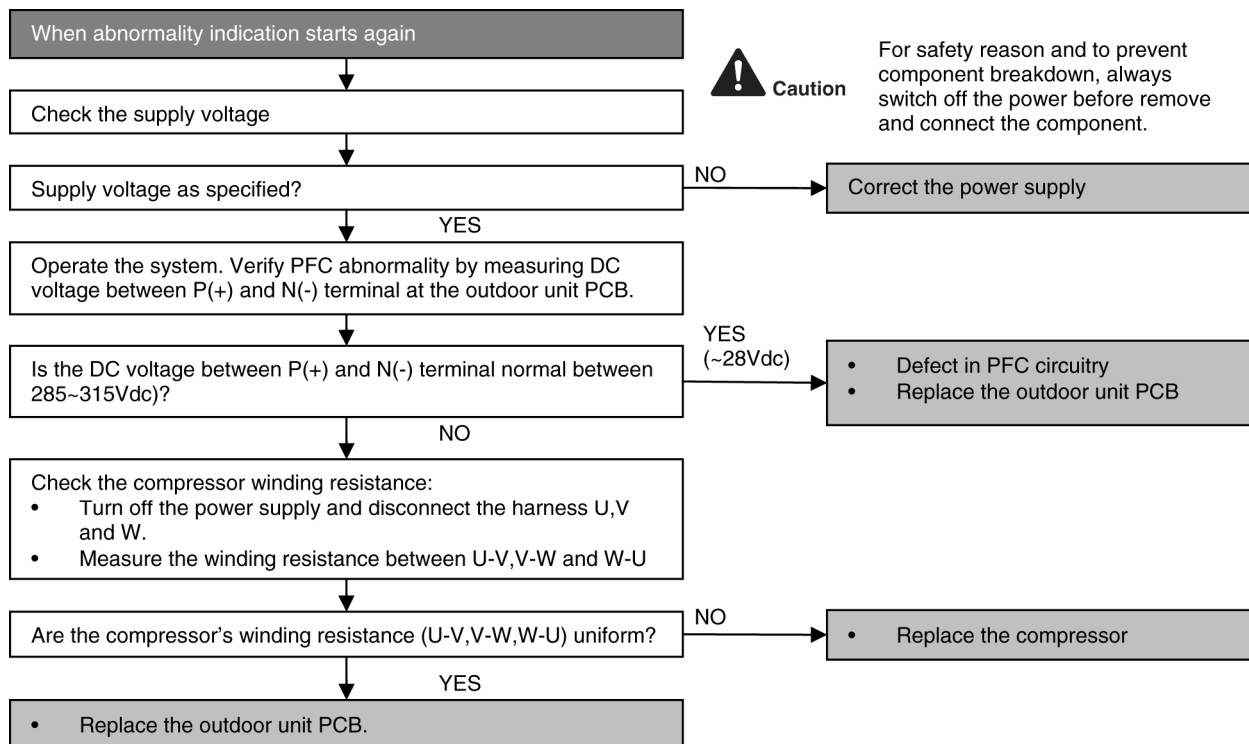 When abnormality indication starts again
Caution
For safety reason and to prevent
component breakdown, always
switch off the power before remove
and connect the component.
Check the supply voltage
Supply voltage as specified?
NO
Correct the power supply
YES
Operate the system. Verify PFC abnormality by measuring DC
voltage between P(+) and N(-) terminal at the outdoor unit PCB.
Is the DC voltage between P(+) and N(-) terminal normal between
285~315Vdc)?
YES
(~28Vdc)
• Defect in PFC circuitry
• Replace the outdoor unit PCB
NO
Check the compressor winding resistance:
• Turn off the power supply and disconnect the harness U,V
and W.
• Measure the winding resistance between U-V,V-W and W-U
Are the compressor's winding resistance (U-V,V-W,W-U) uniform?
NO
• Replace the compressor
YES
• Replace the outdoor unit PCB.